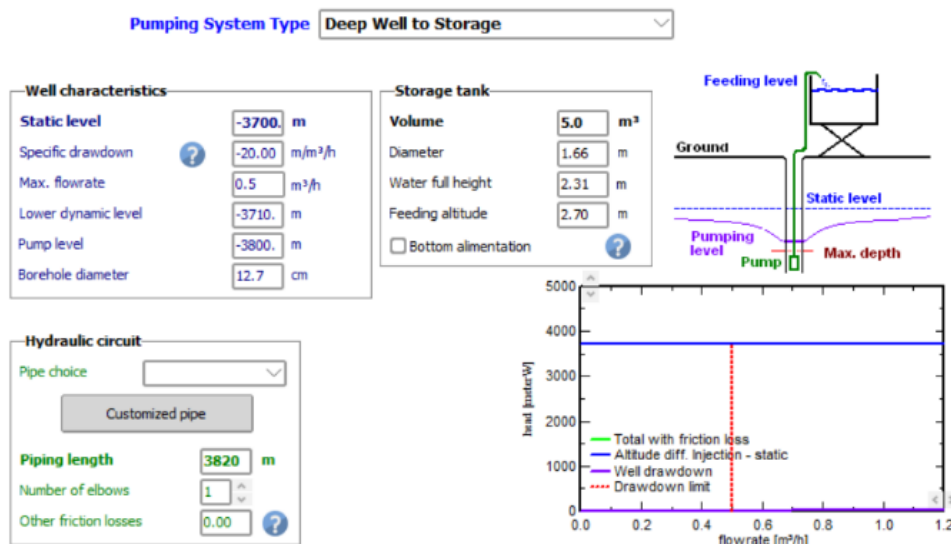 Pumping System Type Deep Well to Storage
Well characteristics
Static level -3700. m
Specific drawdown ? -20.00 m/m³/h
Max. flowrate 0.5 m³/h
Lower dynamic level -3710. m
Pump level -3800. m
Borehole diameter 12.7 cm
Storage tank
Volume 5.0 m³
Diameter 1.66 m
Water full height 2.31 m
Feeding altitude 2.70 m
Bottom alimentation ?
Feeding level
Ground
Static level
Pumping level
Max. depth
Pump
Hydraulic circuit
Pipe choice
Customized pipe
Piping length 3820 m
Number of elbows 1
Other friction losses 0.00 ?
head [meterW]
5000
4000
3000
2000
1000
0
Total with friction loss
Altitude diff. Injection - static
Well drawdown
Drawdown limit
0.0 0.2 0.4 0.6 0.8 1.0 1.2
flowrate [m³/h]